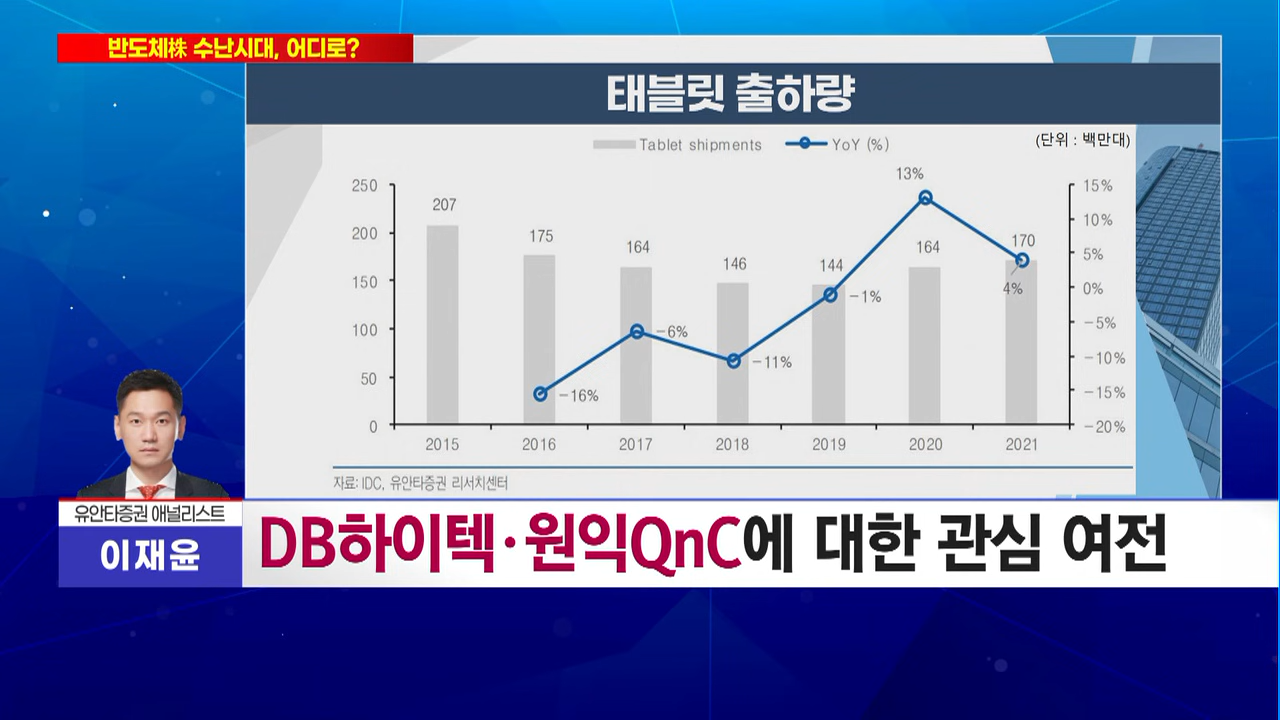 반도체株 수난시대, 어디로?
태블릿 출하량
Tablet shipments YoY (%)
(단위 : 백만대)
250 15%
200 10%
150 5%
100 0%
50 -5%
0 -10%
-15%
-20%
207 175 164 146 144 164 170
-16% -6% -11% -1% 13% 4%
2015 2016 2017 2018 2019 2020 2021
자료: IDC, 유안타증권 리서치센터
유안타증권 애널리스트
이재윤
DB하이텍·원익QnC에 대한 관심 여전